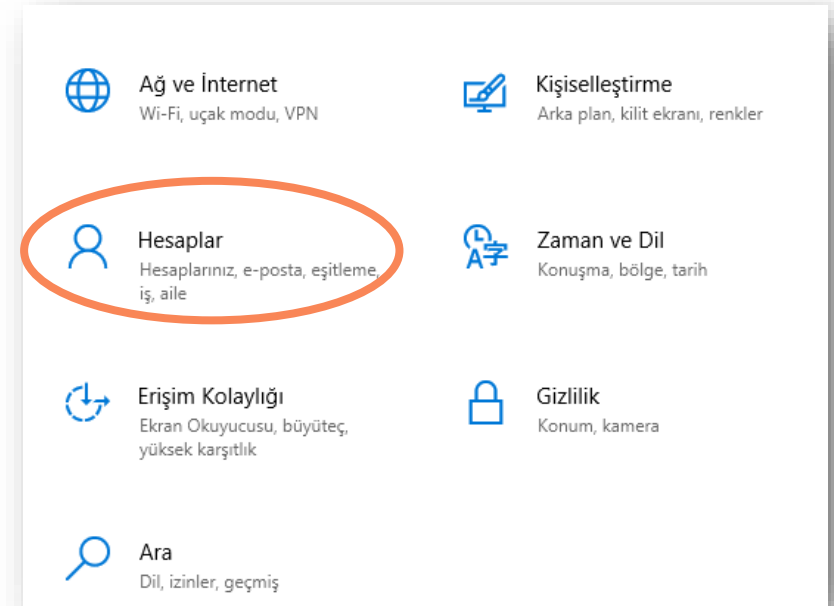 Ağ ve İnternet
Wi-Fi, uçak modu, VPN
Kişiselleştirme
Arka plan, kilit ekranı, renkler
Hesaplar
Hesaplarınız, e-posta, eşitleme,
iş, aile
Zaman ve Dil
Konuşma, bölge, tarih
Erişim Kolaylığı
Ekran Okuyucusu, büyüteç,
yüksek karşıtlık
Gizlilik
Konum, kamera
Ara
Dil, izinler, geçmiş